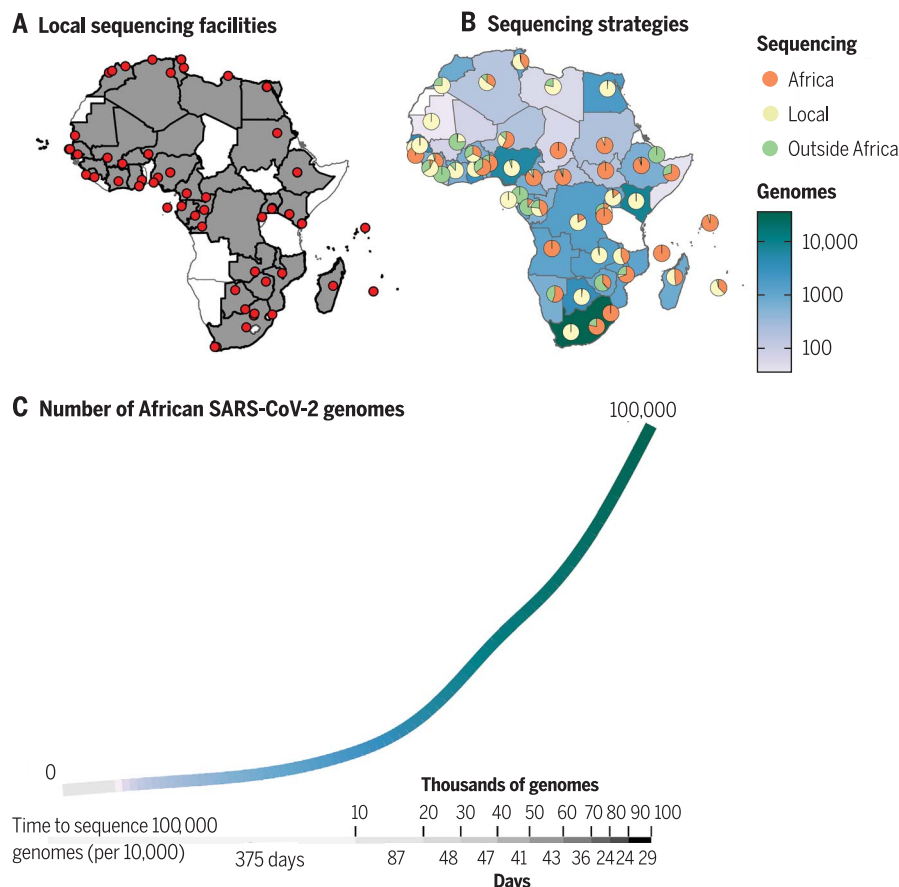 A Local sequencing facilities
B Sequencing strategies
Sequencing
Africa
Local
Outside Africa
Genomes
10,000
1000
100
C Number of African SARS-CoV-2 genomes
100,000
0
Thousands of genomes
10 20 30 40 50 60 70 80 90 100
Time to sequence 100,000
genomes (per 10,000)
375 days 87 48 47 41 43 36 24 24 29
Days